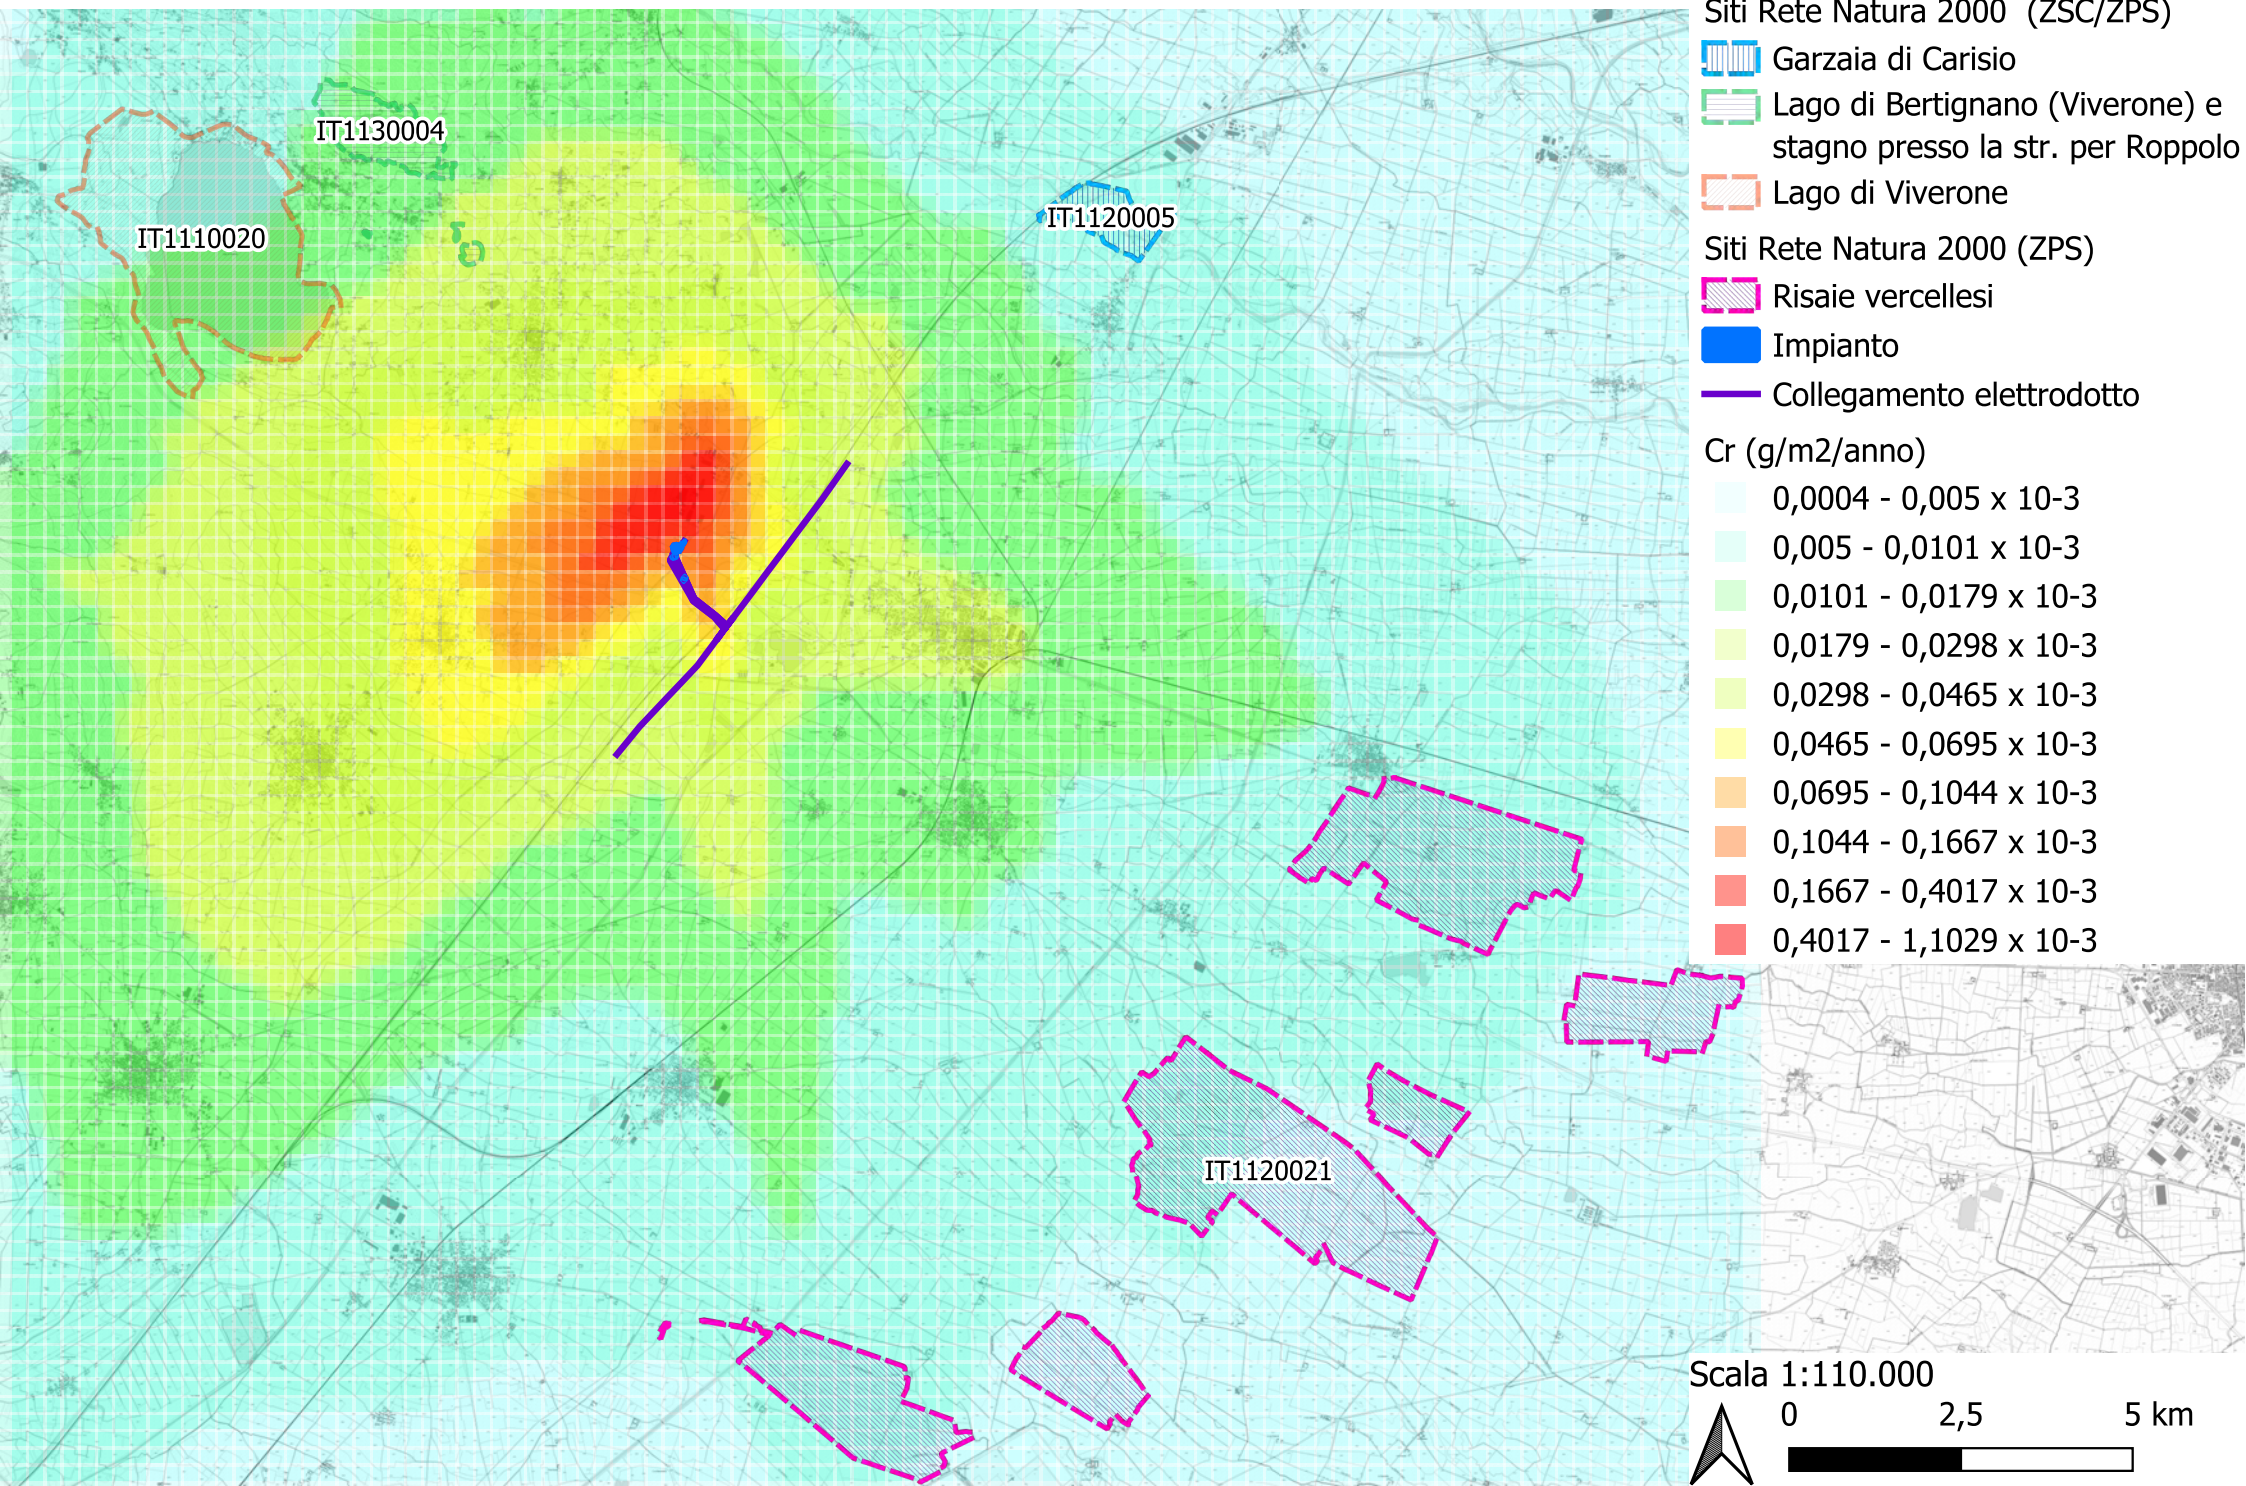 Siti Rete Natura 2000 (ZSC/ZPS)
Garzaia di Carisio
Lago di Bertignano (Viverone) e
stagno presso la str. per Roppolo
Lago di Viverone
Siti Rete Natura 2000 (ZPS)
Risaie vercellesi
Impianto
Collegamento elettrodotto
Cr (g/m2/anno)
0,0004 - 0,005 x 10-3
0,005 - 0,0101 x 10-3
0,0101 - 0,0179 x 10-3
0,0179 - 0,0298 x 10-3
0,0298 - 0,0465 x 10-3
0,0465 - 0,0695 x 10-3
0,0695 - 0,1044 x 10-3
0,1044 - 0,1667 x 10-3
0,1667 - 0,4017 x 10-3
0,4017 - 1,1029 x 10-3
IT1130004
IT1110020
IT1120005
IT1120021
Scala 1:110.000
0 2,5 5 km